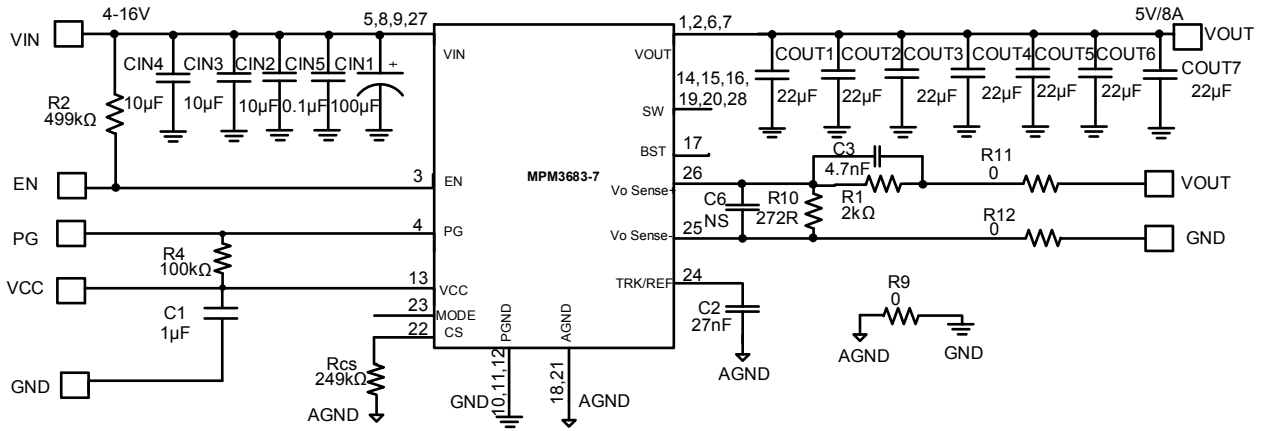 4-16V
5,8,9,27
1,2,6,7
5V/8A
VIN
VIN
VOUT
VOUT
CIN4
CIN3
CIN2
CIN5
CIN1
+
10µF
10µF
10µF
0.1µF
100µF
COUT1
COUT2
COUT3
COUT4
COUT5
COUT6
COUT7
22µF
22µF
22µF
22µF
22µF
22µF
22µF
R2
499kΩ
14,15,16,
19,20,28
SW
17
BST
MPM3683-7
EN
3
EN
26
Vo Sense+
C3
4.7nF
R11
0
VOUT
C6
NS
R10
272R
R1
2kΩ
PG
4
PG
25
Vo Sense-
R12
0
GND
R4
100kΩ
VCC
13
VCC
24
TRK/REF
C2
27nF
AGND
R9
0
AGND
GND
C1
1µF
23
MODE
22
CS
PGND
AGND
GND
Rcs
249kΩ
AGND
GND
10,11,12
18,21
AGND